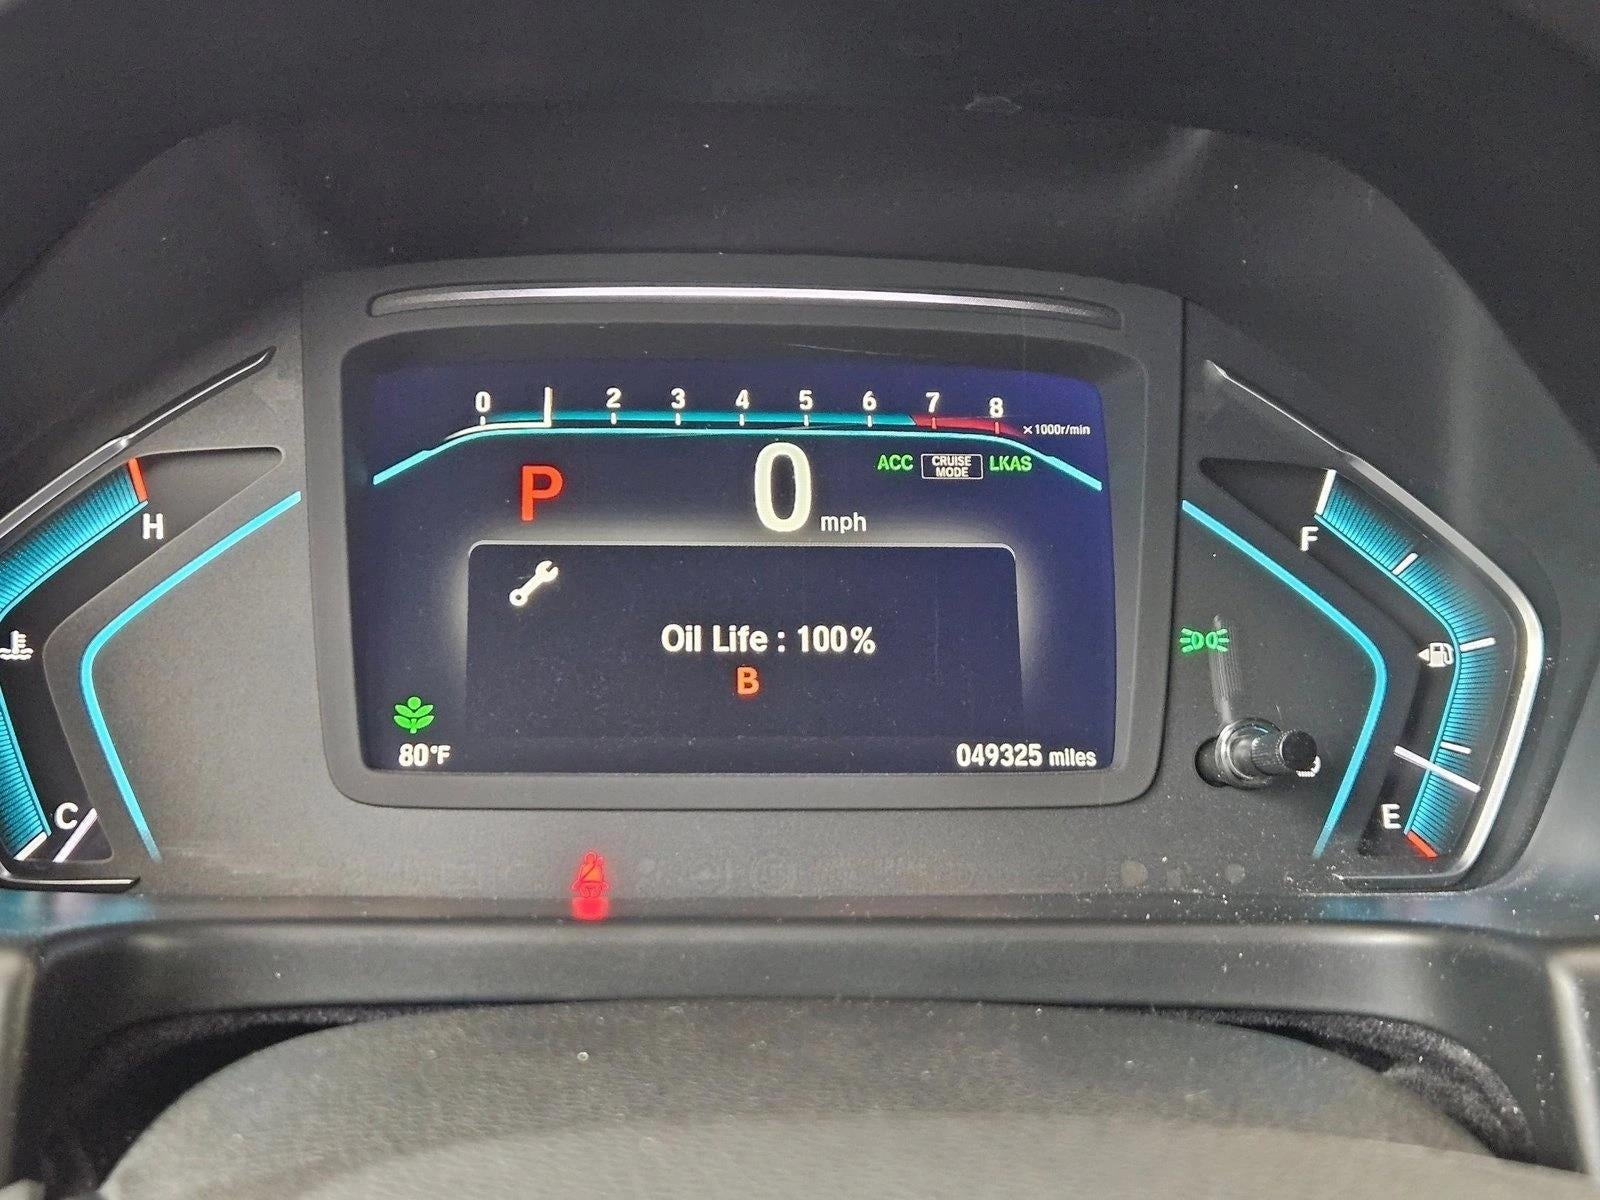 0 2 3 4 5 6 7 8
x1000r/min
P 0 mph
ACC CRUISE MODE LKAS
H
F
Oil Life : 100%
B
C
80°F
049325 miles
E